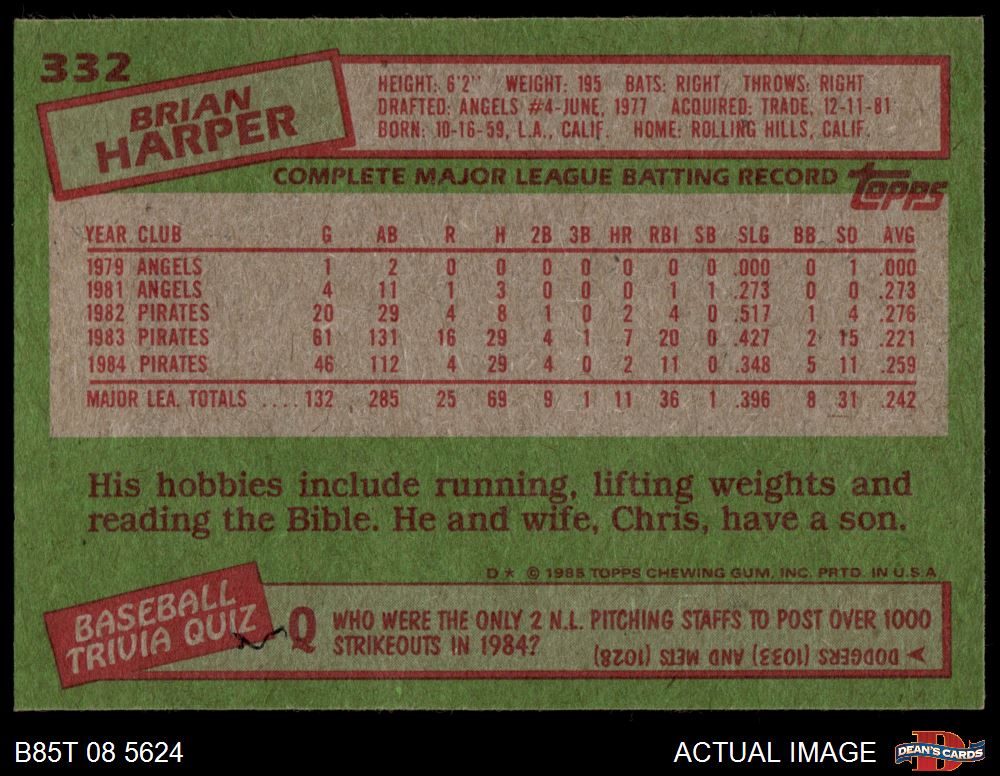 332
BRIAN
HARPER
HEIGHT: 6'2" WEIGHT: 195 BATS: RIGHT THROWS: RIGHT
DRAFTED: ANGELS #4-JUNE, 1977 ACQUIRED: TRADE, 12-11-81
BORN: 10-16-59, L.A., CALIF. HOME: ROLLING HILLS, CALIF.
COMPLETE MAJOR LEAGUE BATTING RECORD topps
YEAR CLUB G AB R H 2B 3B HR RBI SB SLG BB SO AVG
1979 ANGELS 1 2 0 0 0 0 0 0 0 .000 0 1 .000
1981 ANGELS 4 11 1 3 0 0 0 1 1 .273 0 0 .273
1982 PIRATES 20 29 4 8 1 0 2 4 0 .517 1 4 .276
1983 PIRATES 61 131 16 29 4 1 7 20 0 .427 2 15 .221
1984 PIRATES 46 112 4 29 4 0 2 11 0 .348 5 11 .259
MAJOR LEA. TOTALS .... 132 285 25 69 9 1 11 36 1 .396 8 31 .242
His hobbies include running, lifting weights and
reading the Bible. He and wife, Chris, have a son.
D * © 1985 TOPPS CHEWING GUM, INC. PRTD. IN U.S.A.
BASEBALL
TRIVIA QUIZ
Q WHO WERE THE ONLY 2 N.L. PITCHING STAFFS TO POST OVER 1000
STRIKEOUTS IN 1984?
DODGERS (1033) AND METS (1028)
B85T 08 5624 ACTUAL IMAGE DEAN'S CARDS